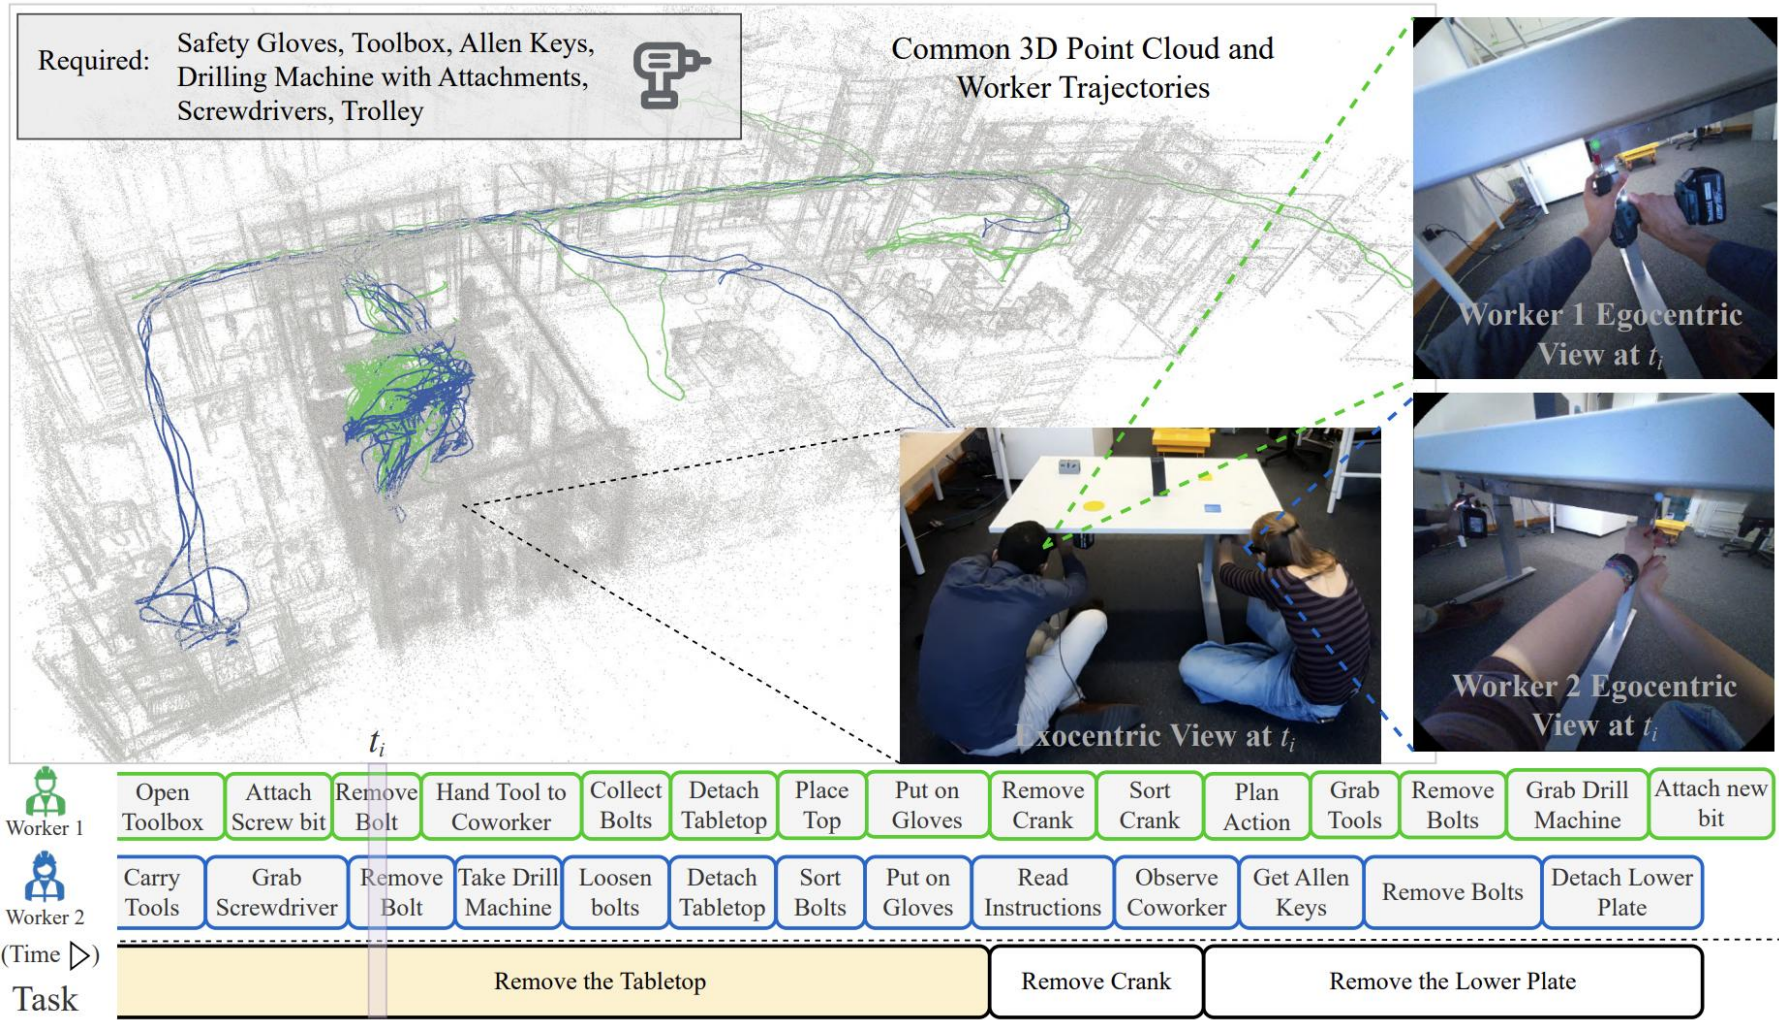 Required:
Safety Gloves, Toolbox, Allen Keys,
Drilling Machine with Attachments,
Screwdrivers, Trolley
Common 3D Point Cloud and
Worker Trajectories
Worker 1 Egocentric
View at tᵢ
Worker 2 Egocentric
View at tᵢ
Exocentric View at tᵢ
tᵢ
Worker 1
Open
Toolbox
Attach
Screw bit
Remove
Bolt
Hand Tool to
Coworker
Collect
Bolts
Detach
Tabletop
Place
Top
Put on
Gloves
Remove
Crank
Sort
Crank
Plan
Action
Grab
Tools
Remove
Bolts
Grab Drill
Machine
Attach new
bit
Worker 2
Carry
Tools
Grab
Screwdriver
Remove
Bolt
Take Drill
Machine
Loosen
bolts
Detach
Tabletop
Sort
Bolts
Put on
Gloves
Read
Instructions
Observe
Coworker
Get Allen
Keys
Remove Bolts
Detach Lower
Plate
(Time ▷)
Task
Remove the Tabletop
Remove Crank
Remove the Lower Plate